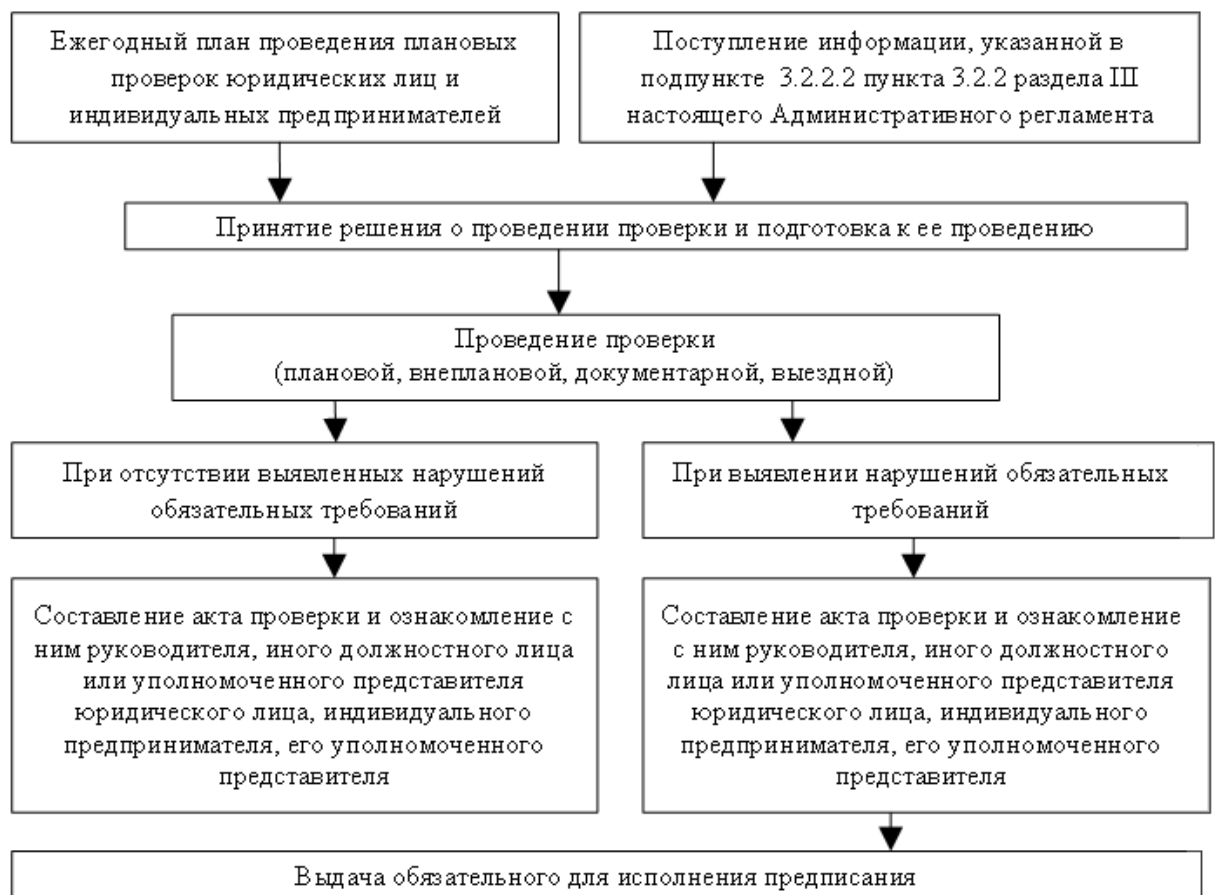 Ежегодный план проведения плановых
проверок юридических лиц и
индивидуальных предпринимателей
Поступление информации, указанной в
подпункте 3.2.2.2 пункта 3.2.2 раздела III
настоящего Административного регламента
Принятие решения о проведении проверки и подготовка к ее проведению
Проведение проверки
(плановой, внеплановой, документарной, выездной)
При отсутствии выявленных нарушений
обязательных требований
При выявлении нарушений обязательных
требований
Составление акта проверки и ознакомление с
ним руководителя, иного должностного лица
или уполномоченного представителя
юридического лица, индивидуального
предпринимателя, его уполномоченного
представителя
Составление акта проверки и ознакомление
с ним руководителя, иного должностного
лица или уполномоченного представителя
юридического лица, индивидуального
предпринимателя, его уполномоченного
представителя
Выдача обязательного для исполнения предписания